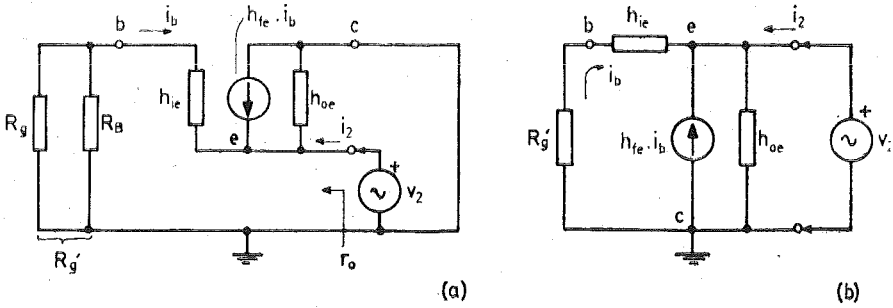 b
i_b
h_fe . i_b
c
R_g
R_B
h_ie
h_oe
e
i_2
+
v_2
r_o
R_g'
(a)
b
h_ie
e
i_2
i_b
R_g'
h_fe . i_b
h_oe
+
v_2
c
(b)